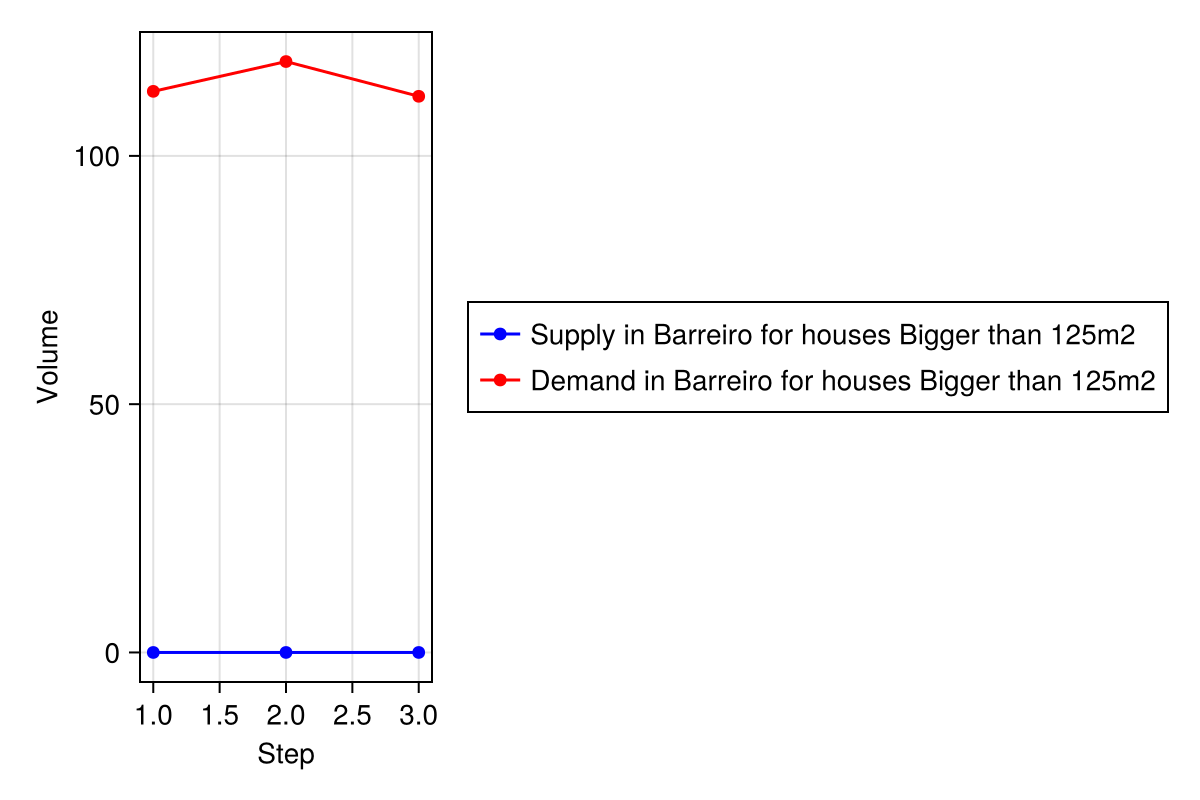 Volume
100
50
0
1.0 1.5 2.0 2.5 3.0
Step
Supply in Barreiro for houses Bigger than 125m2
Demand in Barreiro for houses Bigger than 125m2